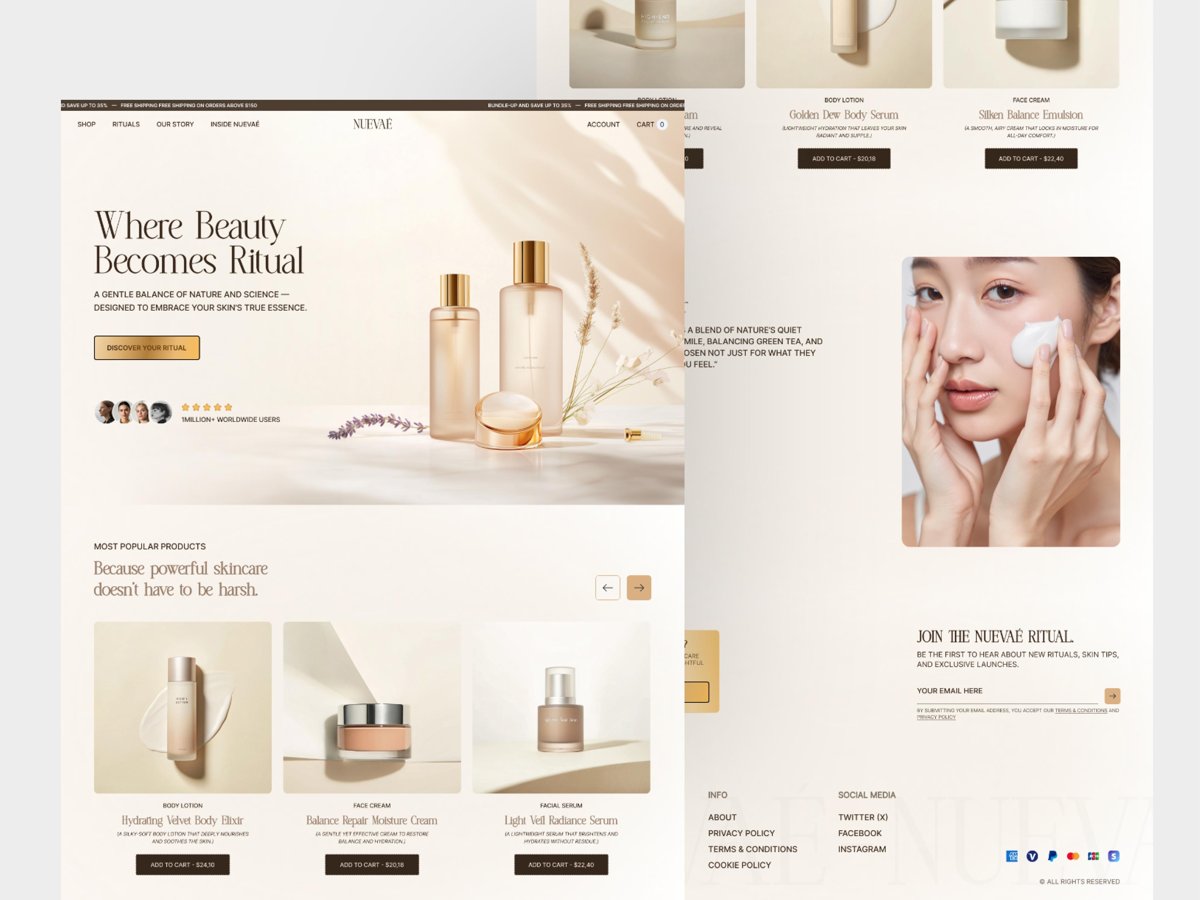 D SAVE UP TO 35% — FREE SHIPPING FREE SHIPPING ON ORDERS ABOVE $150
BUNDLE-UP AND SAVE UP TO 35% — FREE SHIPPING FREE SHIPPING ON ORDER
SHOP RITUALS OUR STORY INSIDE NUEVAÉ
NUEVAÉ
ACCOUNT CART 0
Where Beauty
Becomes Ritual
A GENTLE BALANCE OF NATURE AND SCIENCE —
DESIGNED TO EMBRACE YOUR SKIN'S TRUE ESSENCE.
DISCOVER YOUR RITUAL
1MILLION+ WORLDWIDE USERS
MOST POPULAR PRODUCTS
Because powerful skincare
doesn't have to be harsh.
BODY LOTION
Hydrating Velvet Body Elixir
(A SILKY-SOFT BODY LOTION THAT DEEPLY NOURISHES
AND SOOTHES THE SKIN.)
ADD TO CART - $24,10
FACE CREAM
Balance Repair Moisture Cream
(A GENTLE YET EFFECTIVE CREAM TO RESTORE
BALANCE AND HYDRATION.)
ADD TO CART - $20,18
FACIAL SERUM
Light Veil Radiance Serum
(A LIGHTWEIGHT SERUM THAT BRIGHTENS AND
HYDRATES WITHOUT RESIDUE.)
ADD TO CART - $22,40
BODY LOTION
am
RE AND REVEAL
N.)
0
BODY LOTION
Golden Dew Body Serum
(LIGHTWEIGHT HYDRATION THAT LEAVES YOUR SKIN
RADIANT AND SUPPLE.)
ADD TO CART - $20,18
FACE CREAM
Silken Balance Emulsion
(A SMOOTH, AIRY CREAM THAT LOCKS IN MOISTURE FOR
ALL-DAY COMFORT.)
ADD TO CART - $22,40
S A BLEND OF NATURE'S QUIET
MILE, BALANCING GREEN TEA, AND
OSEN NOT JUST FOR WHAT THEY
U FEEL."
?
CARE
HTFUL
JOIN THE NUEVAÉ RITUAL.
BE THE FIRST TO HEAR ABOUT NEW RITUALS, SKIN TIPS,
AND EXCLUSIVE LAUNCHES.
YOUR EMAIL HERE
BY SUBMITTING YOUR EMAIL ADDRESS, YOU ACCEPT OUR TERMS & CONDITIONS AND
PRIVACY POLICY
INFO
ABOUT
PRIVACY POLICY
TERMS & CONDITIONS
COOKIE POLICY
SOCIAL MEDIA
TWITTER (X)
FACEBOOK
INSTAGRAM
AÉ NUEVA
© ALL RIGHTS RESERVED